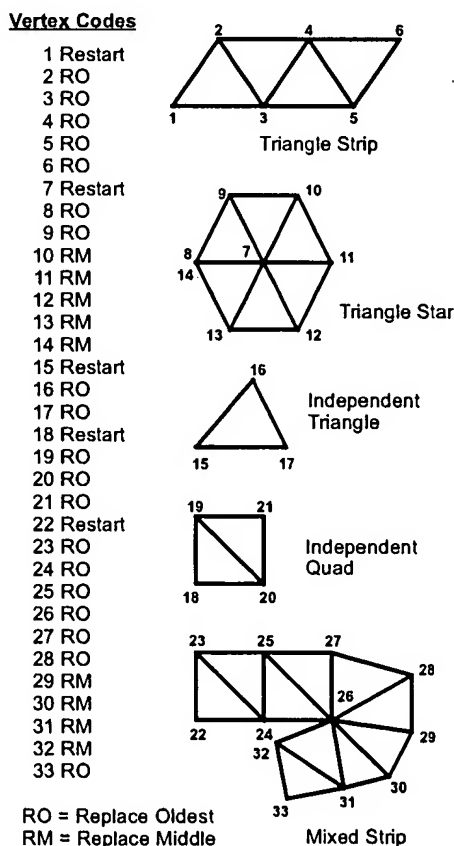 Vertex Codes
1 Restart
2 RO
3 RO
4 RO
5 RO
6 RO
7 Restart
8 RO
9 RO
10 RM
11 RM
12 RM
13 RM
14 RM
15 Restart
16 RO
17 RO
18 Restart
19 RO
20 RO
21 RO
22 Restart
23 RO
24 RO
25 RO
26 RO
27 RO
28 RO
29 RM
30 RM
31 RM
32 RM
33 RO
RO = Replace Oldest
RM = Replace Middle
2 4 6
1 3 5
Triangle Strip
9 10
8 7 11
14
13 12
Triangle Star
16
15 17
Independent
Triangle
19 21
18 20
Independent
Quad
23 25 27
28
26
22 24
29
32
30
33 31
Mixed Strip